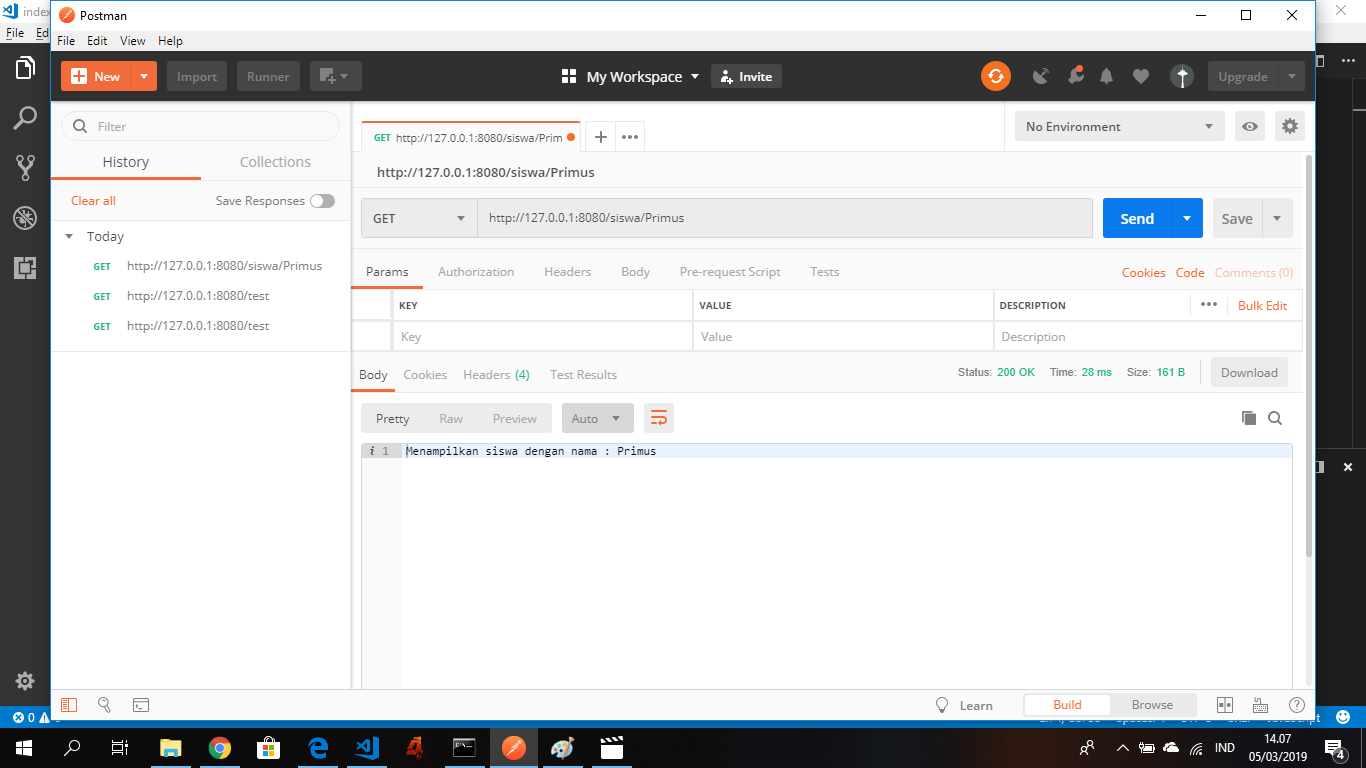 index
File Ed
Postman
File Edit View Help
New Import Runner My Workspace Invite Upgrade
Filter
History Collections
Clear all Save Responses
Today
GET http://127.0.0.1:8080/siswa/Primus
GET http://127.0.0.1:8080/test
GET http://127.0.0.1:8080/test
GET http://127.0.0.1:8080/siswa/Prim
No Environment
http://127.0.0.1:8080/siswa/Primus
GET http://127.0.0.1:8080/siswa/Primus Send Save
Params Authorization Headers Body Pre-request Script Tests Cookies Code Comments (0)
KEY VALUE DESCRIPTION Bulk Edit
Key Value Description
Body Cookies Headers (4) Test Results Status: 200 OK Time: 28 ms Size: 161 B Download
Pretty Raw Preview Auto
i 1 Menampilkan siswa dengan nama : Primus
Learn Build Browse
0
IND 14.07
05/03/2019 4